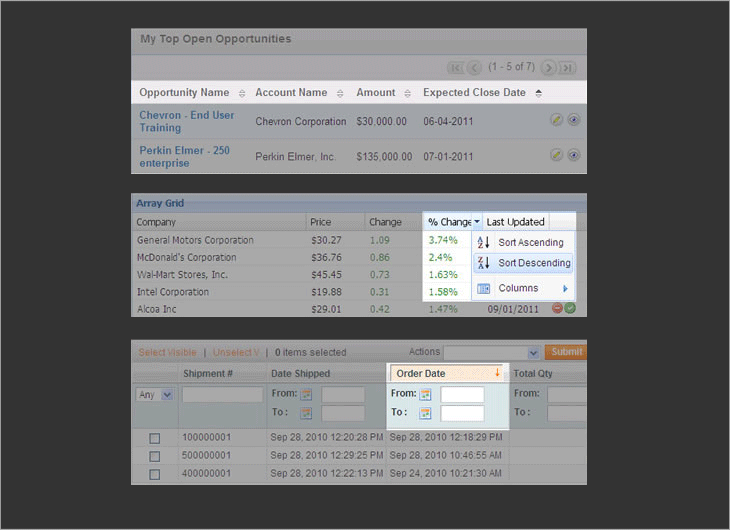 My Top Open Opportunities
(1 - 5 of 7)
Opportunity Name Account Name Amount Expected Close Date
Chevron - End User Training Chevron Corporation $30,000.00 06-04-2011
Perkin Elmer - 250 enterprise Perkin Elmer, Inc. $135,000.00 07-01-2011
Array Grid
Company Price Change % Change Last Updated
General Motors Corporation $30.27 1.09 3.74% Sort Ascending
McDonald's Corporation $36.76 0.86 2.4% Sort Descending
Wal-Mart Stores, Inc. $45.45 0.73 1.63%
Intel Corporation $19.88 0.31 1.58% Columns
Alcoa Inc $29.01 0.42 1.47% 09/01/2011
Select Visible | Unselect V | 0 items selected Actions Submit
Shipment # Date Shipped Order Date Total Qty
Any From: From: From:
To : To : To :
100000001 Sep 28, 2010 12:20:28 PM Sep 28, 2010 12:18:29 PM
500000001 Sep 28, 2010 12:29:25 PM Sep 28, 2010 10:46:55 AM
400000001 Sep 28, 2010 12:22:13 PM Sep 24, 2010 10:21:30 AM